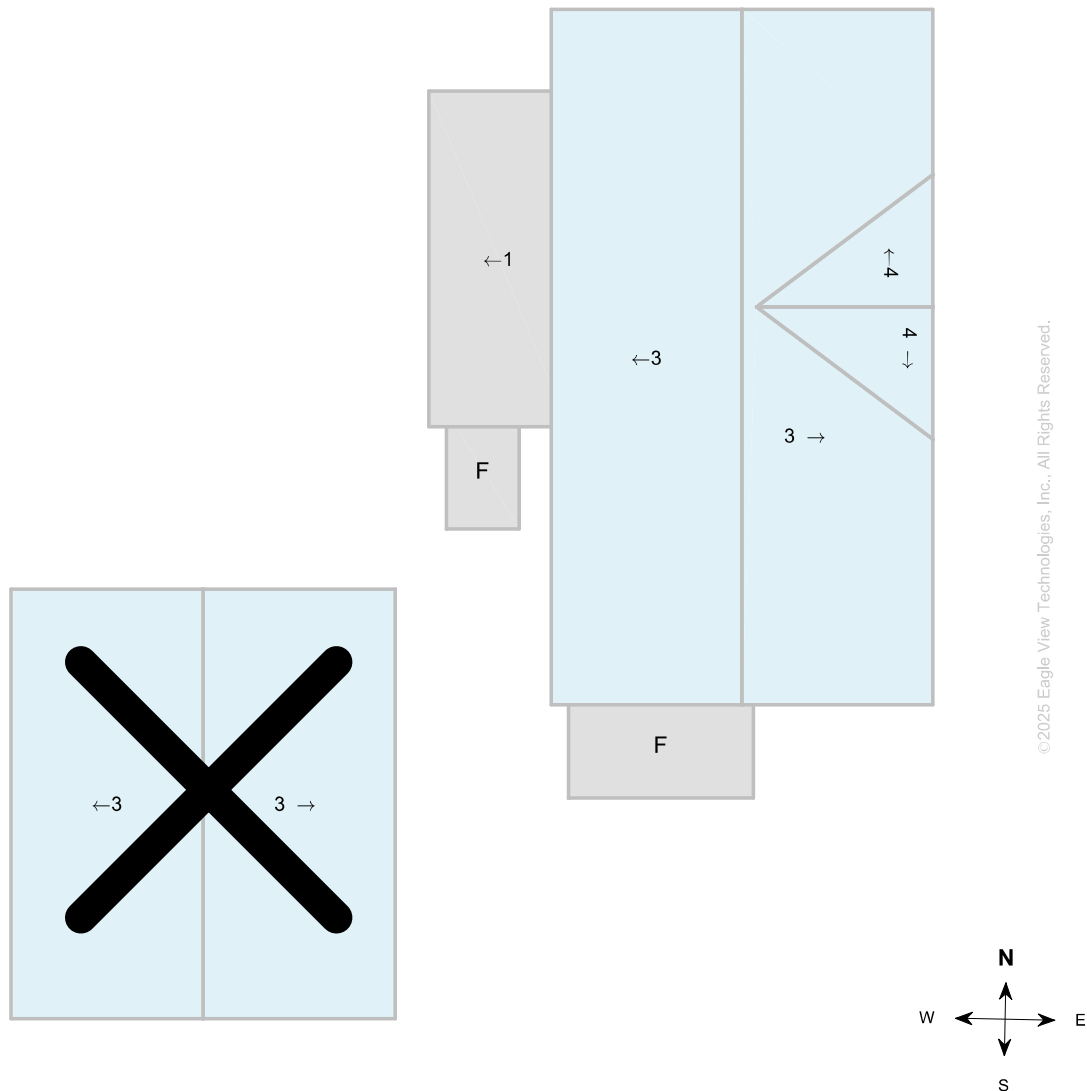 ←4
←1
4 →
←3
3 →
F
F
←3
3 →
N
W
E
S
©2025 Eagle View Technologies, Inc., All Rights Reserved.